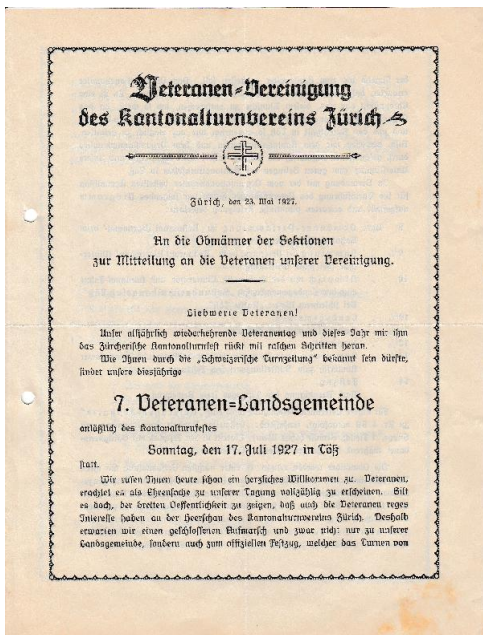 Veteranen-Vereinigung
des Kantonalturnvereins Zürich
Zürich, den 23. Mai 1927.
An die Obmänner der Sektionen
zur Mitteilung an die Veteranen unserer Vereinigung.
Liebwerte Veteranen!
Unser alljährlich wiederkehrende Veteranentag und dieses Jahr mit ihm
das Zürcherische Kantonalturnfest rückt mit raschen Schritten heran.
Wie Ihnen durch die „Schweizerische Turnzeitung" bekannt sein dürfte,
findet unsere diesjährige
7. Veteranen=Landsgemeinde
anläßlich des Kantonalturnfestes
Sonntag, den 17. Juli 1927 in Töß
statt.
Wir rufen Ihnen heute schon ein herzliches Willkommen zu. Veteranen,
erachtet es als Ehrensache zu unserer Tagung vollzählig zu erscheinen. Gilt
es doch, der breiten Oeffentlichkeit zu zeigen, daß auch die Veteranen reges
Interesse haben an der Heerschau des Kantonalturnvereins Zürich. Deshalb
erwarten wir einen geschlossenen Aufmarsch und zwar nicht nur zu unserer
Landsgemeinde, sondern auch zum offiziellen Festzug, welcher das Turnen von